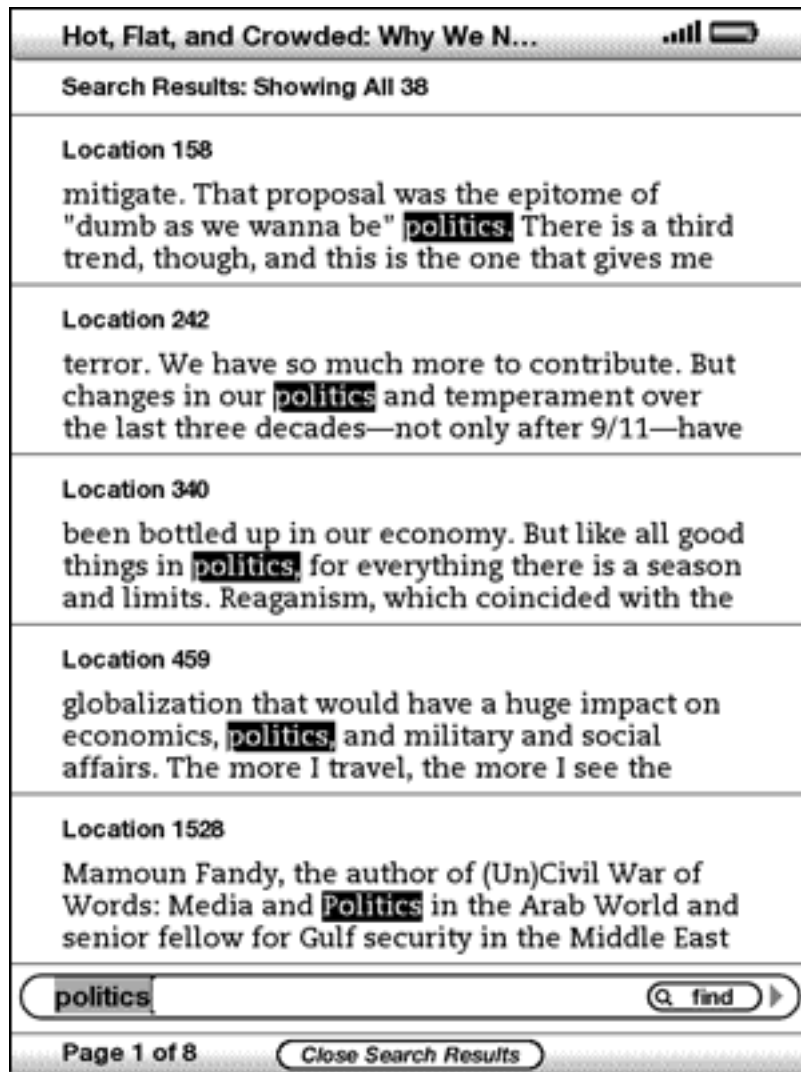 Hot, Flat, and Crowded: Why We N...
Search Results: Showing All 38
Location 158
mitigate. That proposal was the epitome of
"dumb as we wanna be" politics. There is a third
trend, though, and this is the one that gives me
Location 242
terror. We have so much more to contribute. But
changes in our politics and temperament over
the last three decades—not only after 9/11—have
Location 340
been bottled up in our economy. But like all good
things in politics, for everything there is a season
and limits. Reaganism, which coincided with the
Location 459
globalization that would have a huge impact on
economics, politics, and military and social
affairs. The more I travel, the more I see the
Location 1528
Mamoun Fandy, the author of (Un)Civil War of
Words: Media and Politics in the Arab World and
senior fellow for Gulf security in the Middle East
politics find
Page 1 of 8 Close Search Results